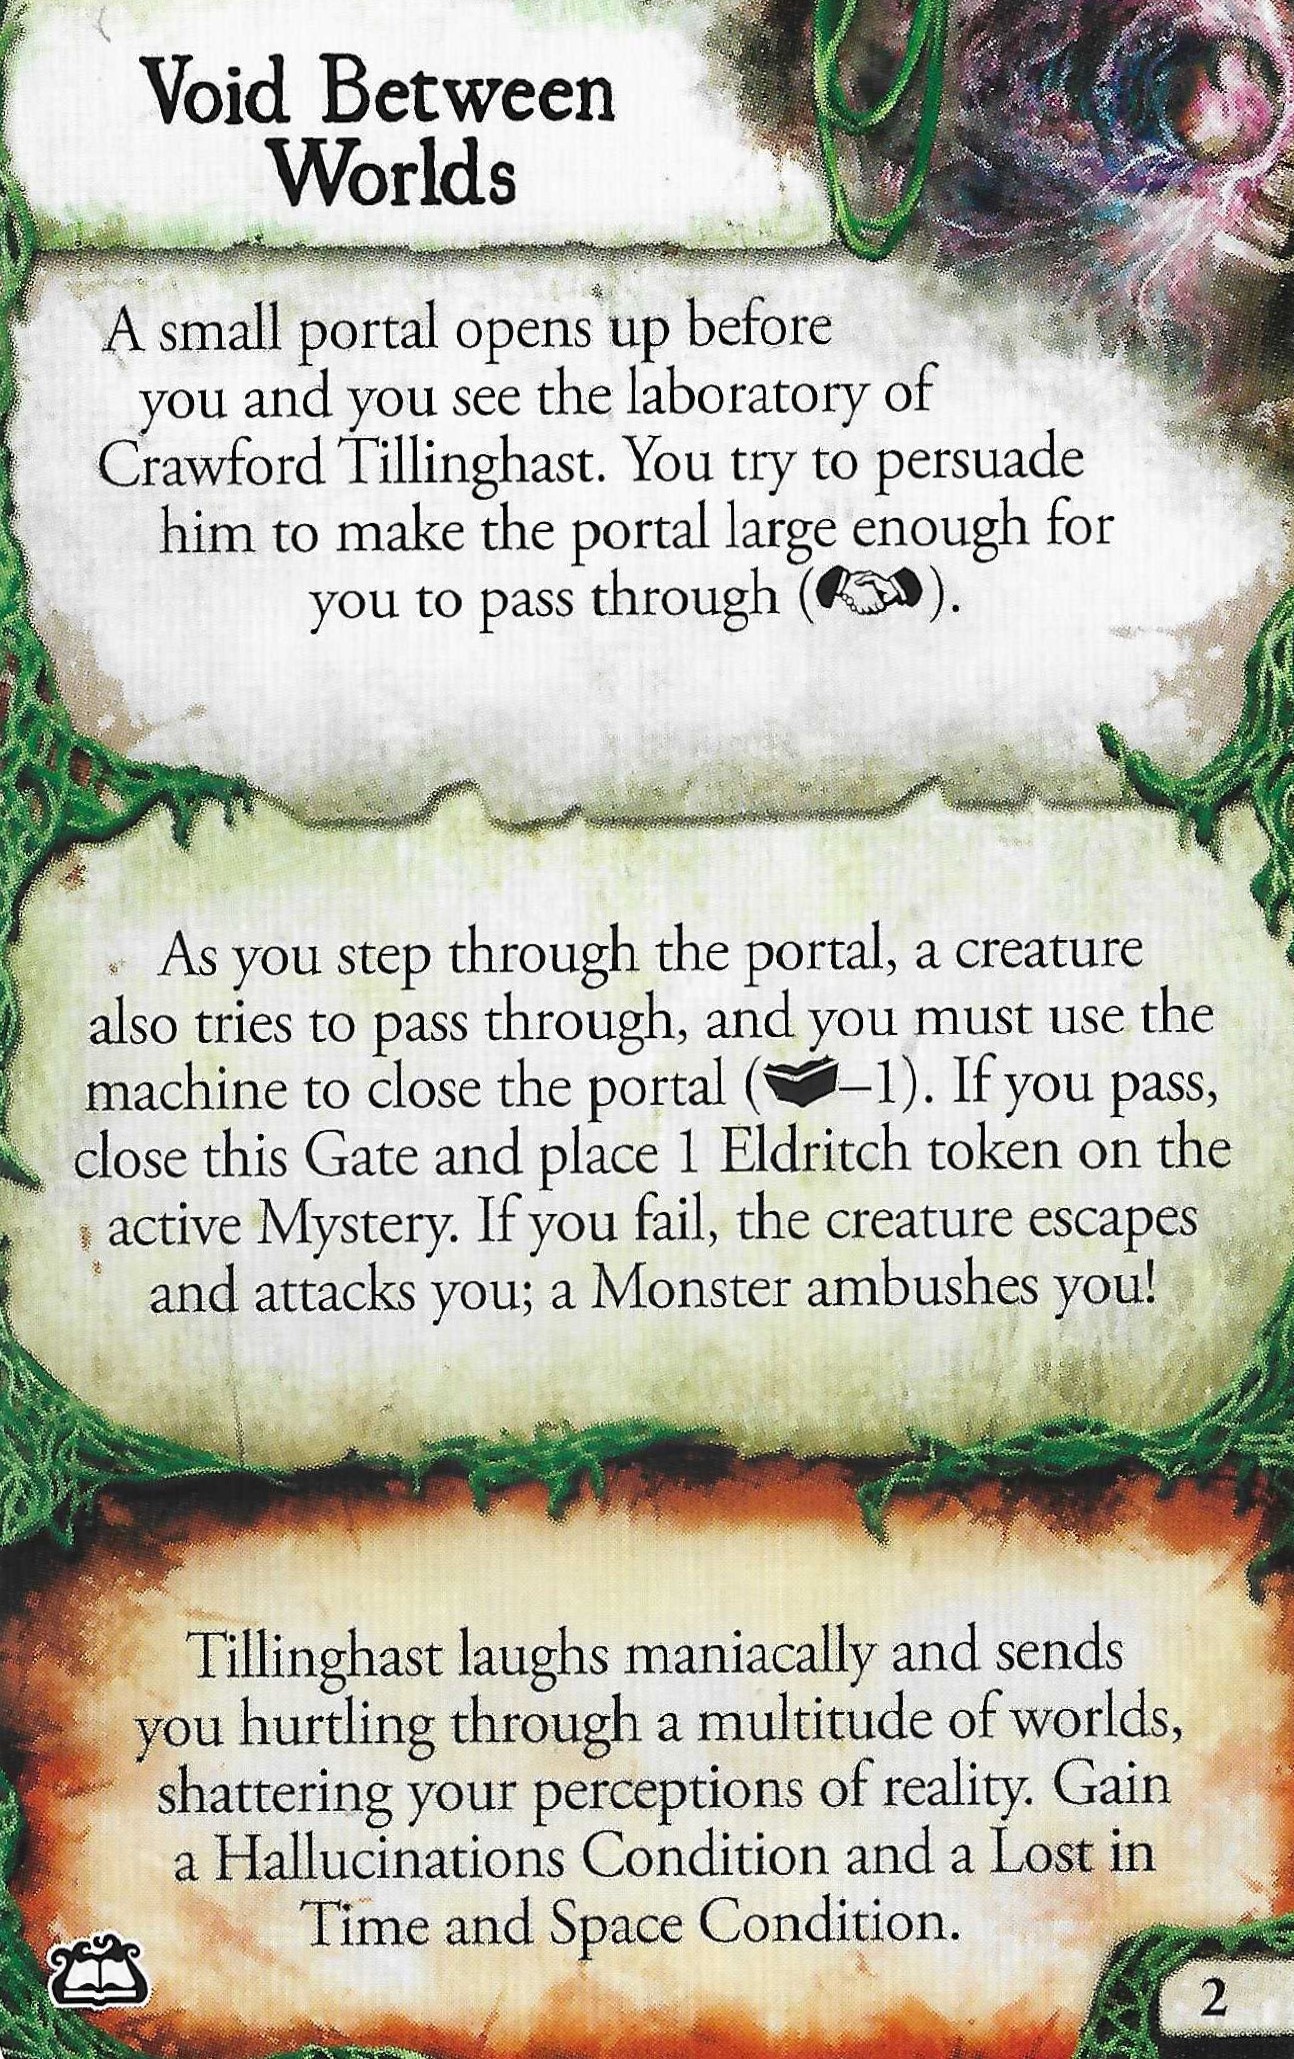 Void Between
Worlds
A small portal opens up before
you and you see the laboratory of
Crawford Tillinghast. You try to persuade
him to make the portal large enough for
you to pass through ( ).
As you step through the portal, a creature
also tries to pass through, and you must use the
machine to close the portal ( –1). If you pass,
close this Gate and place 1 Eldritch token on the
active Mystery. If you fail, the creature escapes
and attacks you; a Monster ambushes you!
Tillinghast laughs maniacally and sends
you hurtling through a multitude of worlds,
shattering your perceptions of reality. Gain
a Hallucinations Condition and a Lost in
Time and Space Condition.
2